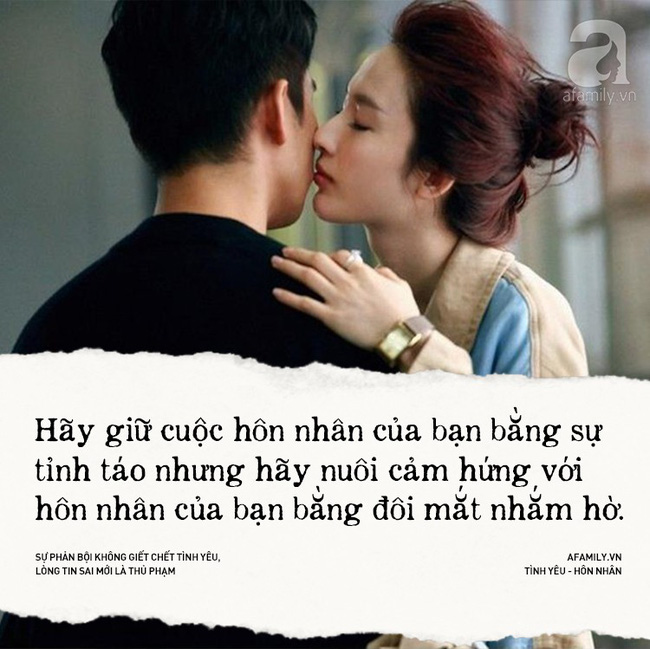 a
afamily.vn
Hãy giữ cuộc hôn nhân của bạn bằng sự
tỉnh táo nhưng hãy nuôi cảm hứng với
hôn nhân của bạn bằng đôi mắt nhắm hờ.
SỰ PHẢN BỘI KHÔNG GIẾT CHẾT TÌNH YÊU,
LÒNG TIN SAI MỚI LÀ THỦ PHẠM
AFAMILY.VN
TÌNH YÊU - HÔN NHÂN